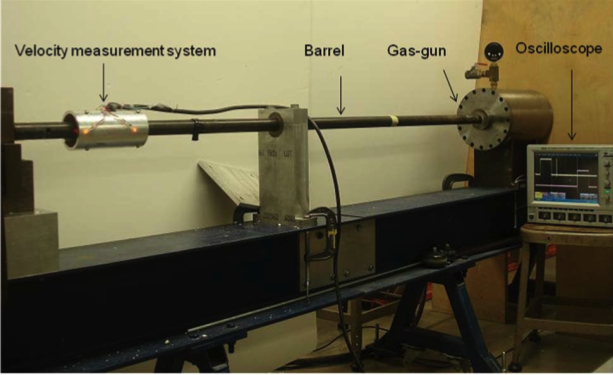 Velocity measurement system
Barrel
Gas-gun
Oscilloscope